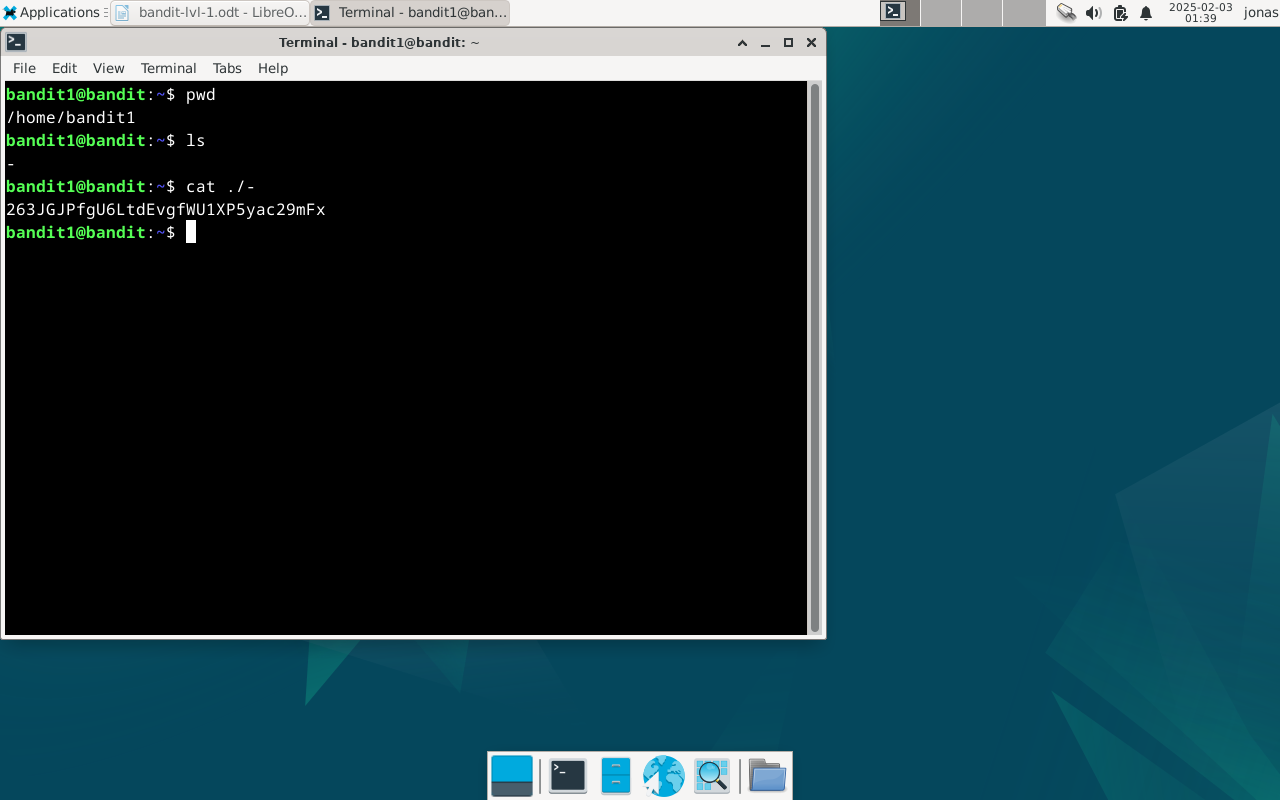 Applications
bandit-lvl-1.odt - LibreO...
Terminal - bandit1@ban...
2025-02-03
01:39
jonas
Terminal - bandit1@bandit: ~
File Edit View Terminal Tabs Help
bandit1@bandit:~$ pwd
/home/bandit1
bandit1@bandit:~$ ls
-
bandit1@bandit:~$ cat ./-
263JGJPfgU6LtdEvgfWU1XP5yac29mFx
bandit1@bandit:~$